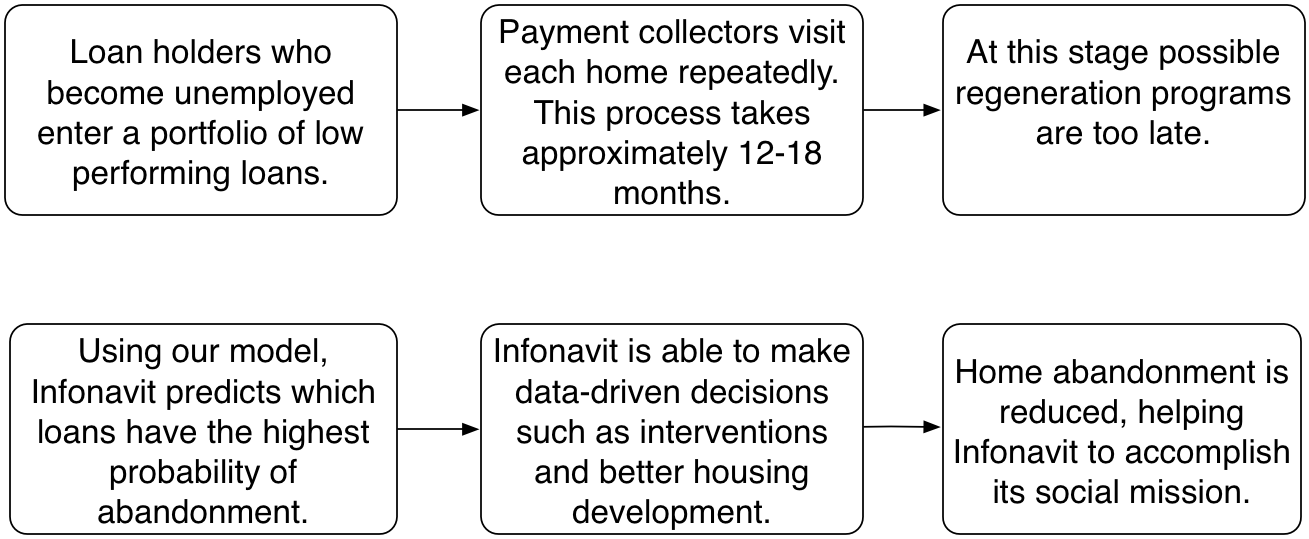 Loan holders who
become unemployed
enter a portfolio of low
performing loans.
Payment collectors visit
each home repeatedly.
This process takes
approximately 12-18
months.
At this stage possible
regeneration programs
are too late.
Using our model,
Infonavit predicts which
loans have the highest
probability of
abandonment.
Infonavit is able to make
data-driven decisions
such as interventions
and better housing
development.
Home abandonment is
reduced, helping
Infonavit to accomplish
its social mission.